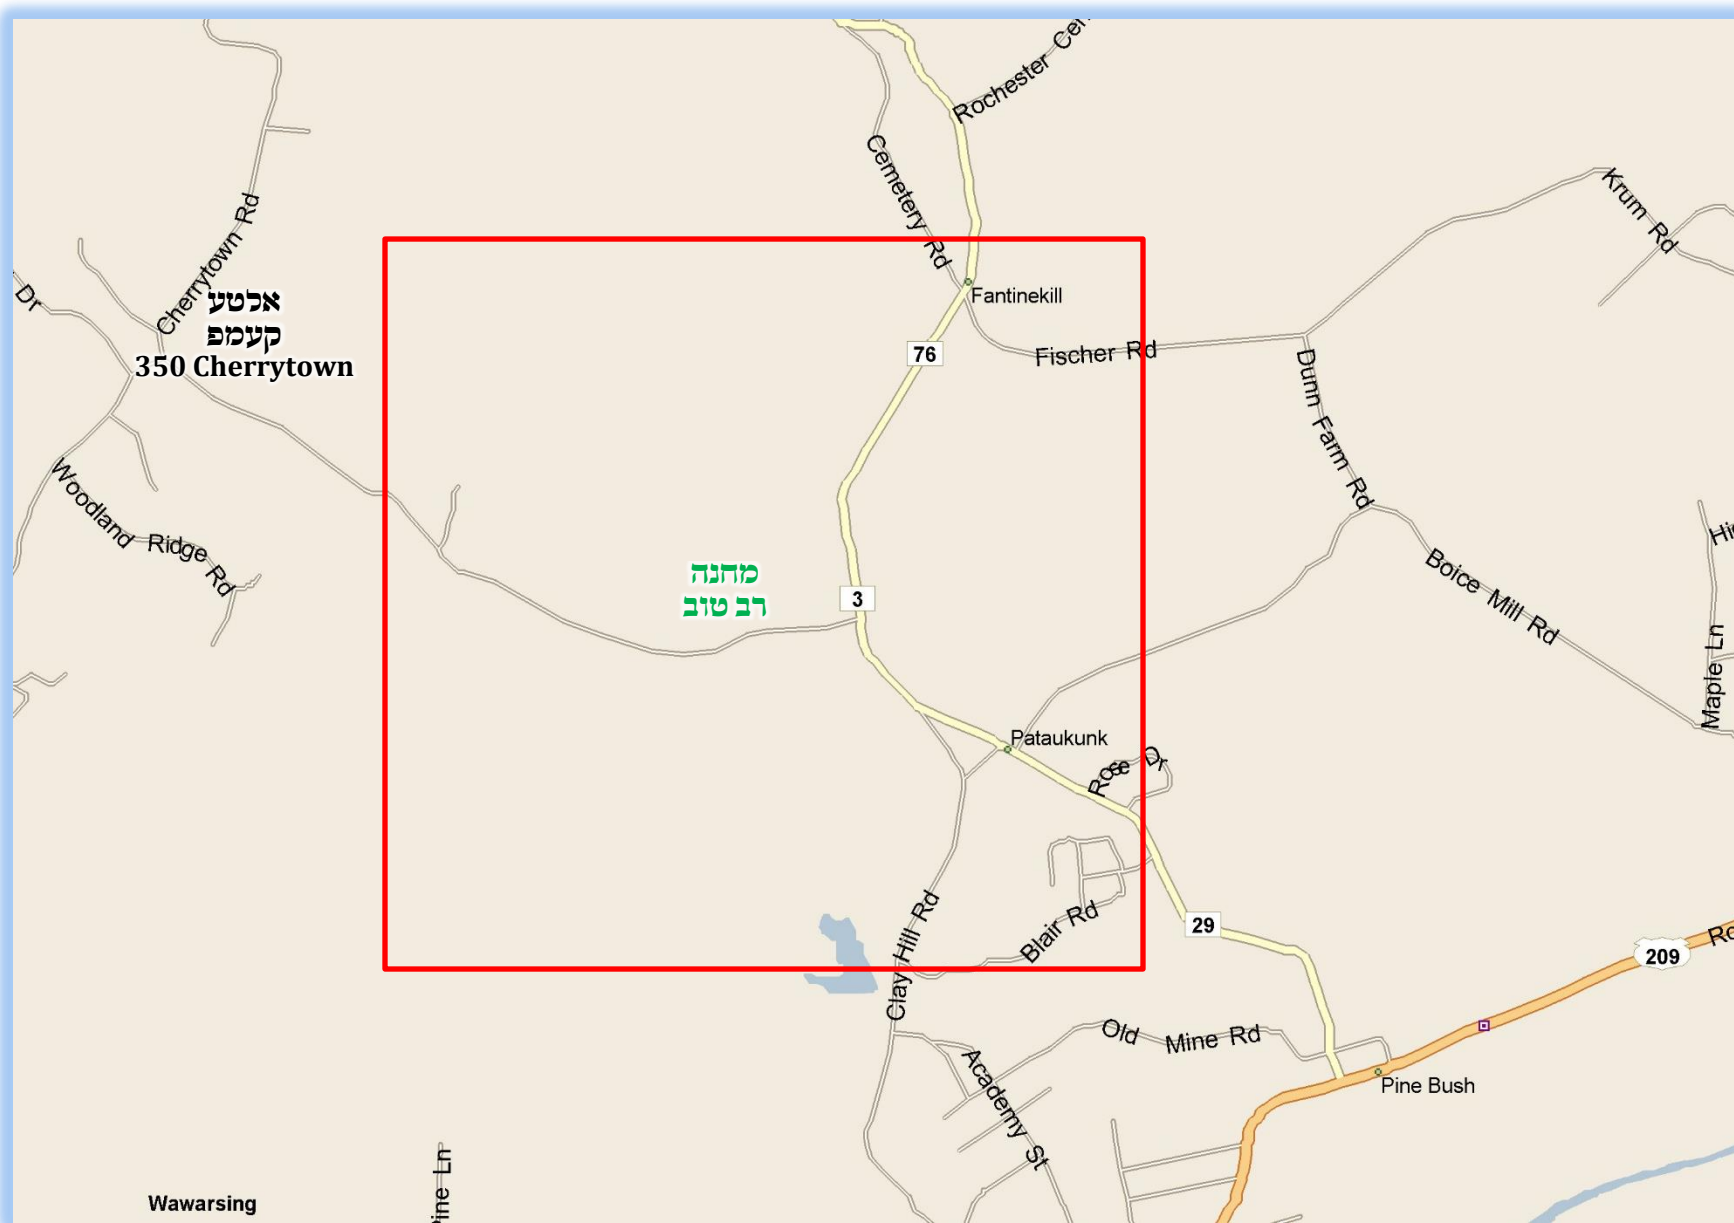 Rochester Cen
Cemetery Rd
Krum Rd
Cherrytown Rd
Dr
אלטע
קעמפ
350 Cherrytown
Fantinekill
76
Fischer Rd
Dunn Farm Rd
Woodland Ridge Rd
Boice Mill Rd
מחנה
רב טוב
3
Maple Ln
Pataukunk
Rose Dr
Clay Hill Rd
Blair Rd
29
209
Old Mine Rd
Academy St
Pine Bush
Pine Ln
Wawarsing